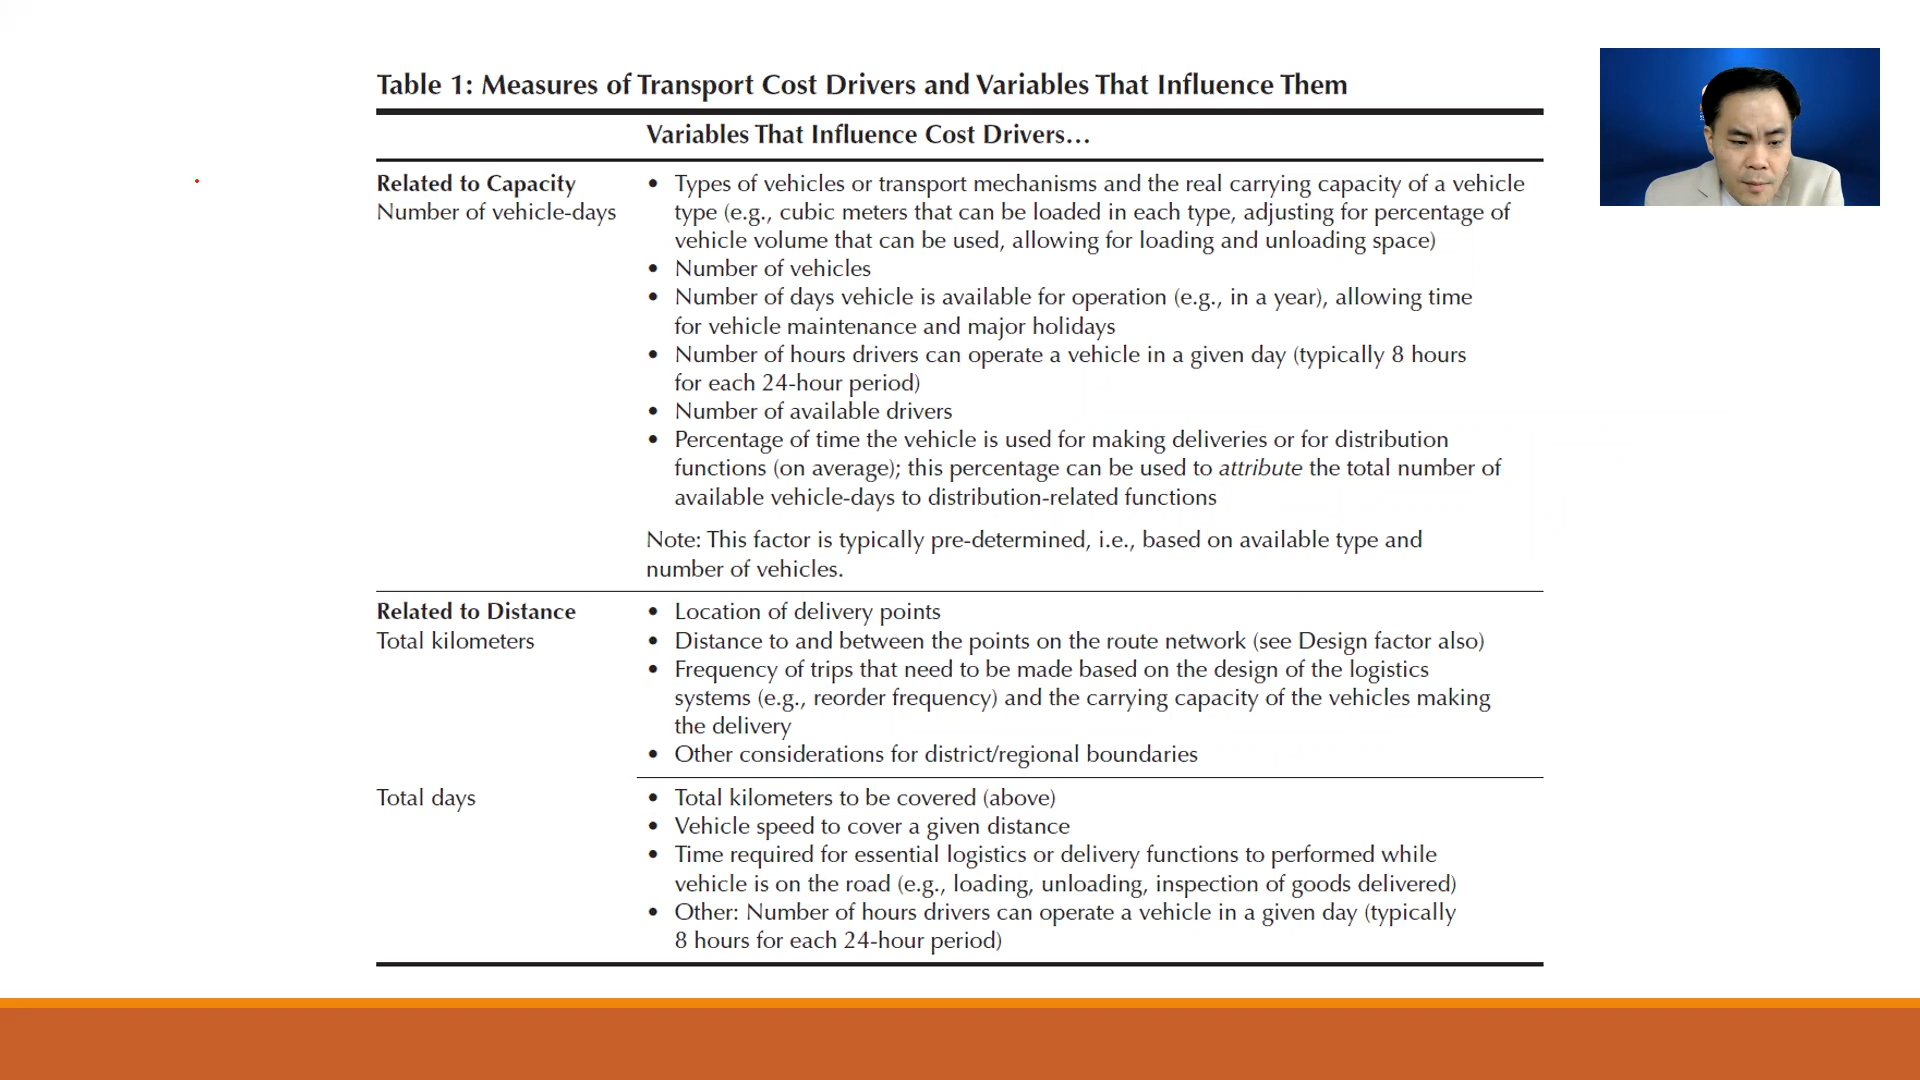 Table 1: Measures of Transport Cost Drivers and Variables That Influence Them
Variables That Influence Cost Drivers…
Related to Capacity
Number of vehicle-days
• Types of vehicles or transport mechanisms and the real carrying capacity of a vehicle
type (e.g., cubic meters that can be loaded in each type, adjusting for percentage of
vehicle volume that can be used, allowing for loading and unloading space)
• Number of vehicles
• Number of days vehicle is available for operation (e.g., in a year), allowing time
for vehicle maintenance and major holidays
• Number of hours drivers can operate a vehicle in a given day (typically 8 hours
for each 24-hour period)
• Number of available drivers
• Percentage of time the vehicle is used for making deliveries or for distribution
functions (on average); this percentage can be used to attribute the total number of
available vehicle-days to distribution-related functions
Note: This factor is typically pre-determined, i.e., based on available type and
number of vehicles.
Related to Distance
Total kilometers
• Location of delivery points
• Distance to and between the points on the route network (see Design factor also)
• Frequency of trips that need to be made based on the design of the logistics
systems (e.g., reorder frequency) and the carrying capacity of the vehicles making
the delivery
• Other considerations for district/regional boundaries
Total days
• Total kilometers to be covered (above)
• Vehicle speed to cover a given distance
• Time required for essential logistics or delivery functions to performed while
vehicle is on the road (e.g., loading, unloading, inspection of goods delivered)
• Other: Number of hours drivers can operate a vehicle in a given day (typically
8 hours for each 24-hour period)